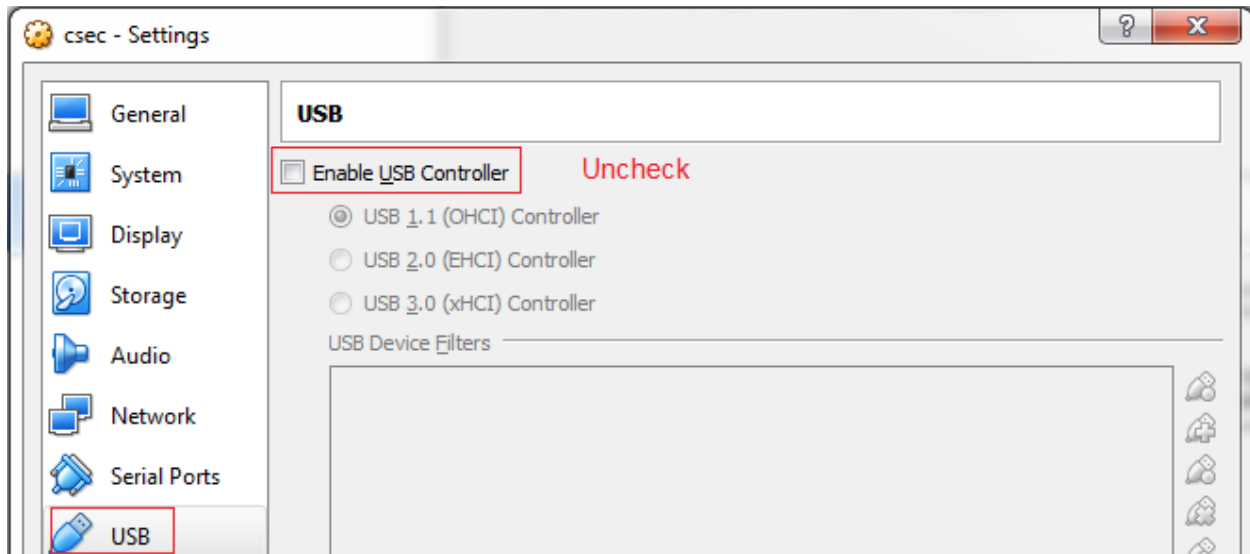 csec - Settings
General
System
Display
Storage
Audio
Network
Serial Ports
USB
USB
Enable USB Controller
Uncheck
USB 1.1 (OHCI) Controller
USB 2.0 (EHCI) Controller
USB 3.0 (xHCI) Controller
USB Device Filters